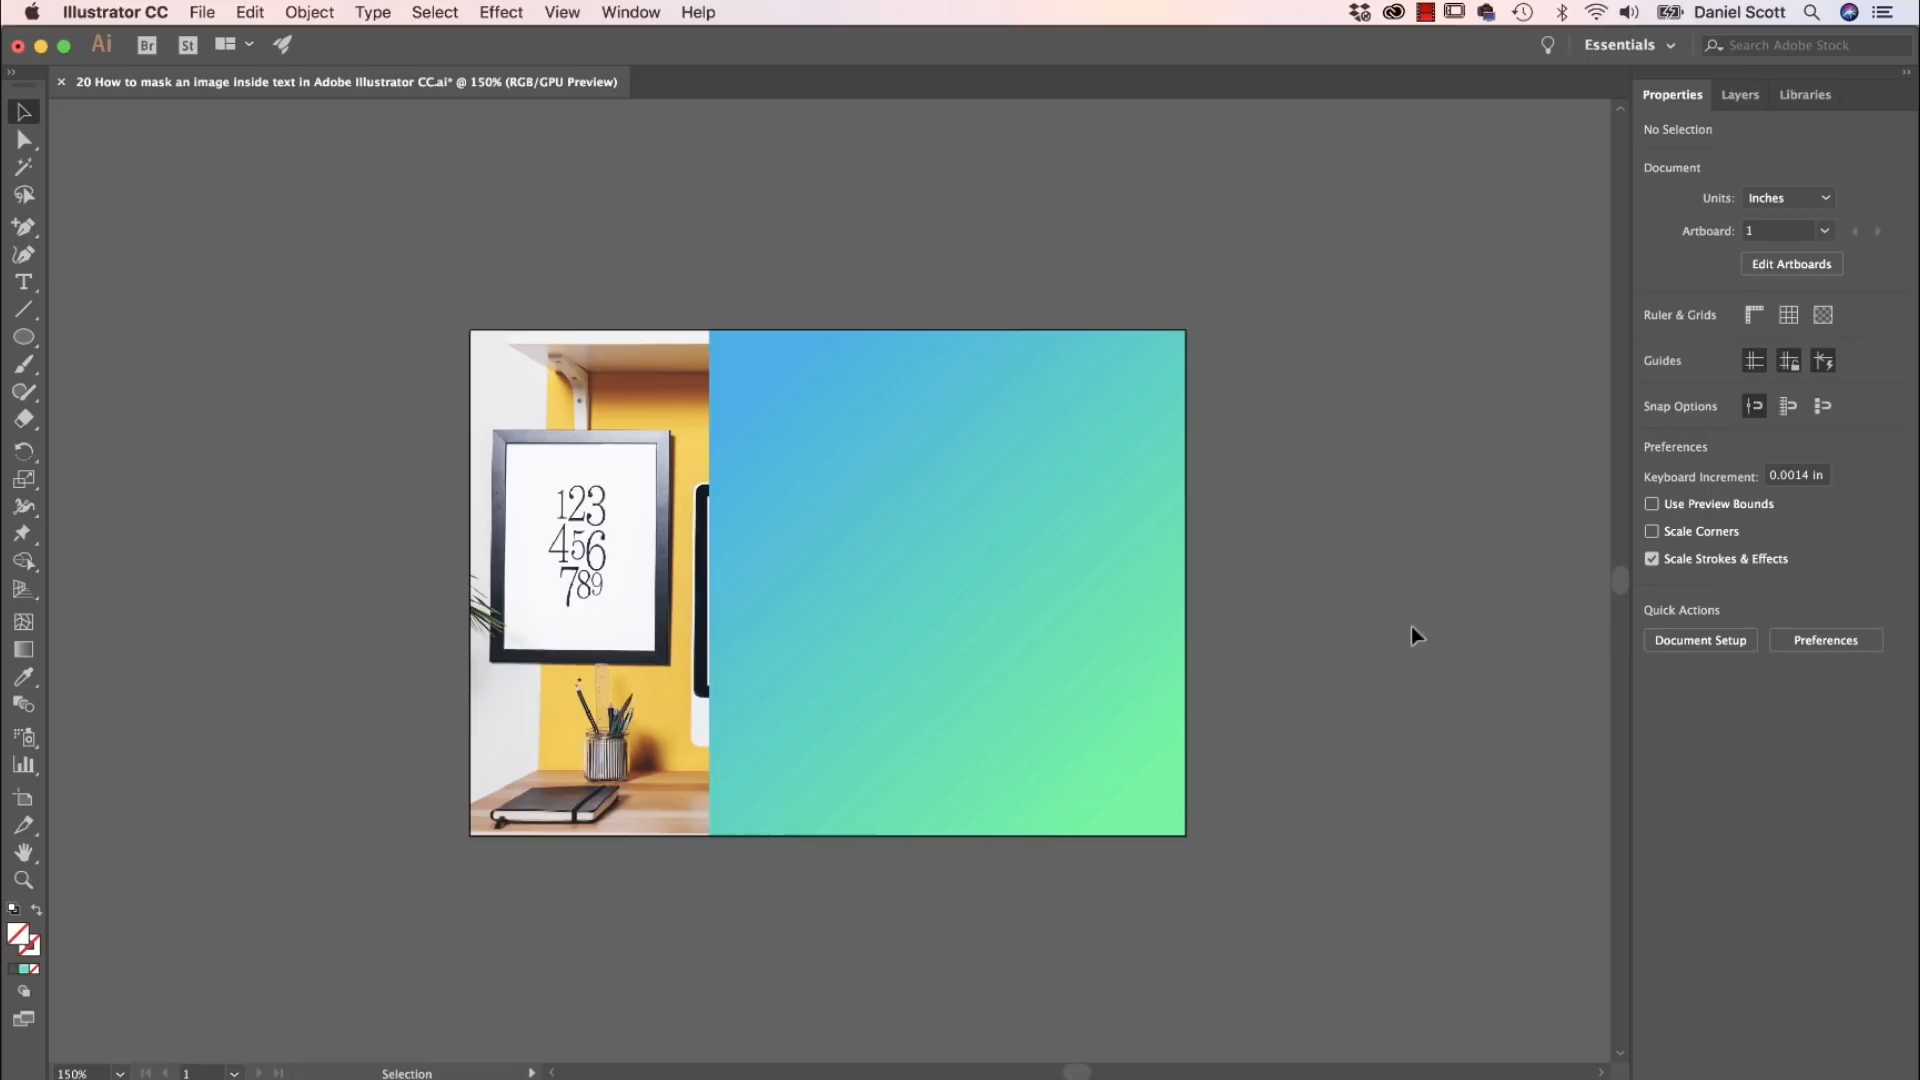 Illustrator CC File Edit Object Type Select Effect View Window Help Daniel Scott
Ai Br St Essentials Search Adobe Stock
20 How to mask an image inside text in Adobe Illustrator CC.ai* @ 150% (RGB/GPU Preview)
Properties Layers Libraries
No Selection
Document
Units: Inches
Artboard: 1
Edit Artboards
Ruler & Grids
Guides
Snap Options
Preferences
Keyboard Increment: 0.0014 in
Use Preview Bounds
Scale Corners
Scale Strokes & Effects
Quick Actions
Document Setup Preferences
123
456
789
150% 1 Selection